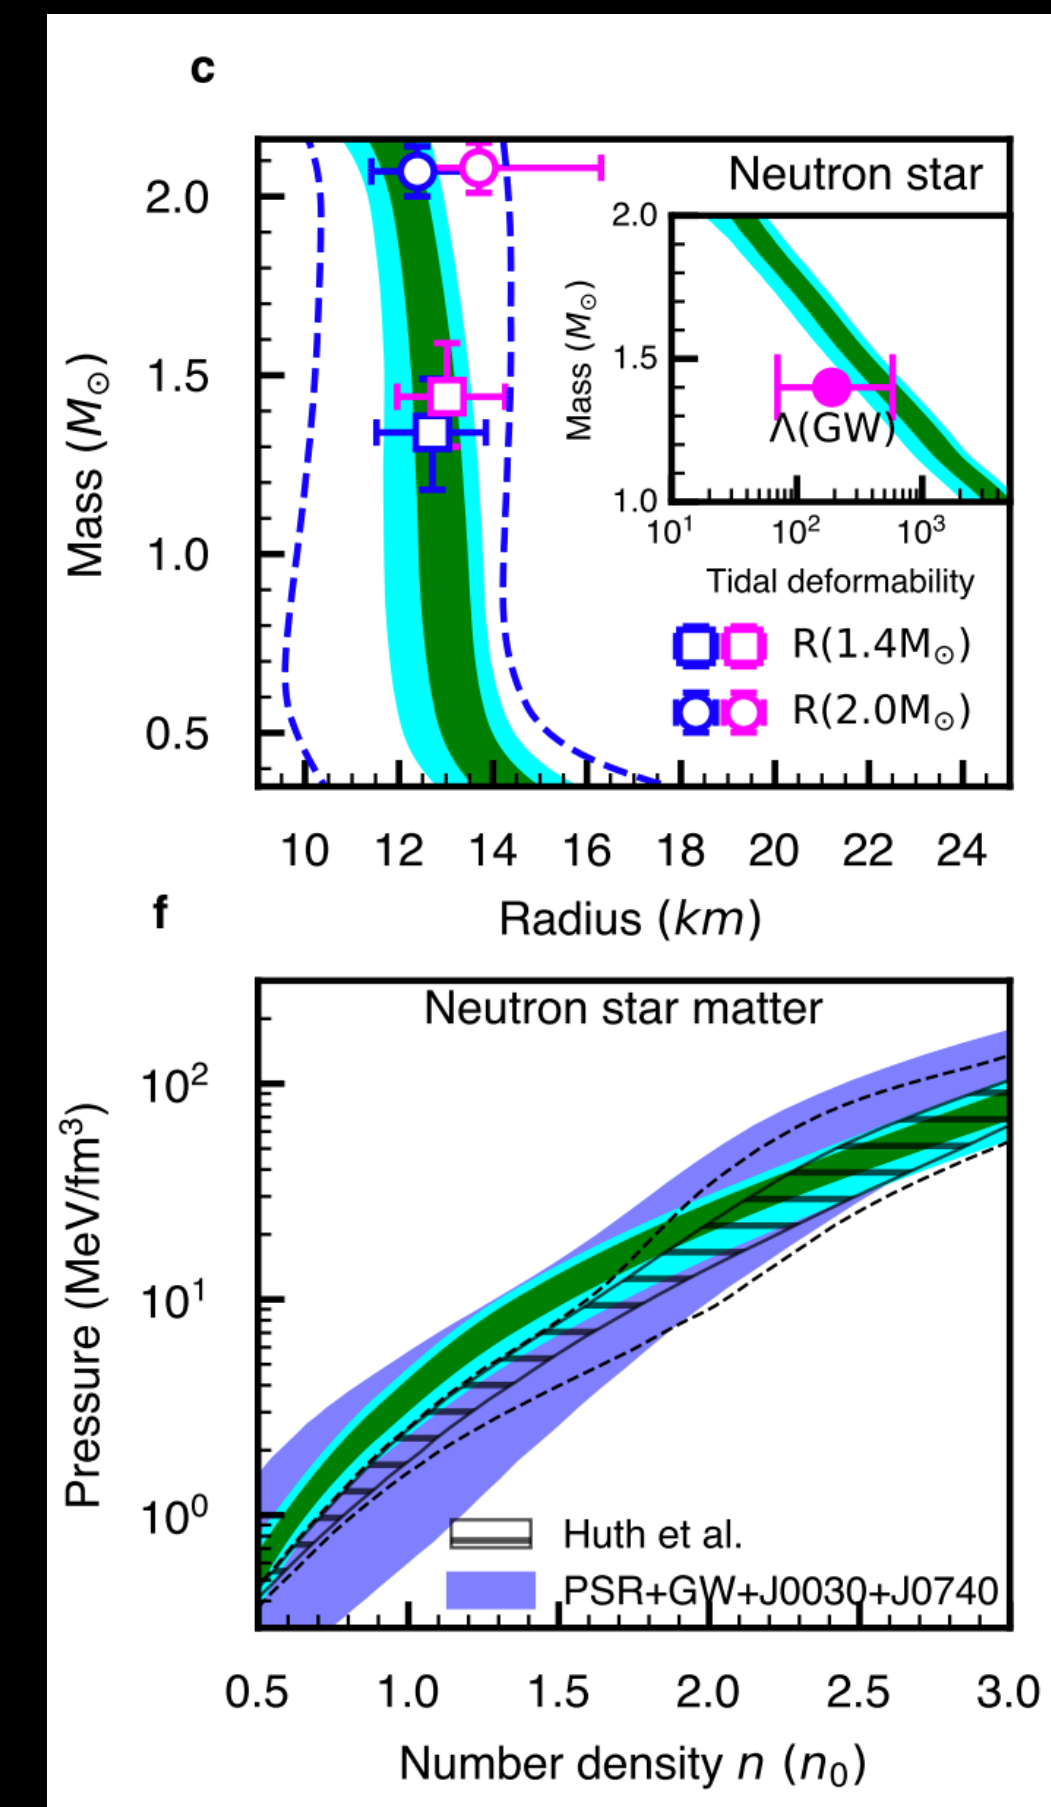 c
Neutron star
2.0
1.5
1.0
0.5
Mass (M⊙)
10 12 14 16 18 20 22 24
Radius (km)
2.0
1.5
1.0
Mass (M⊙)
Λ(GW)
10¹ 10² 10³
Tidal deformability
R(1.4M⊙)
R(2.0M⊙)
f
Neutron star matter
10²
10¹
10⁰
Pressure (MeV/fm³)
Huth et al.
PSR+GW+J0030+J0740
0.5 1.0 1.5 2.0 2.5 3.0
Number density n (n₀)